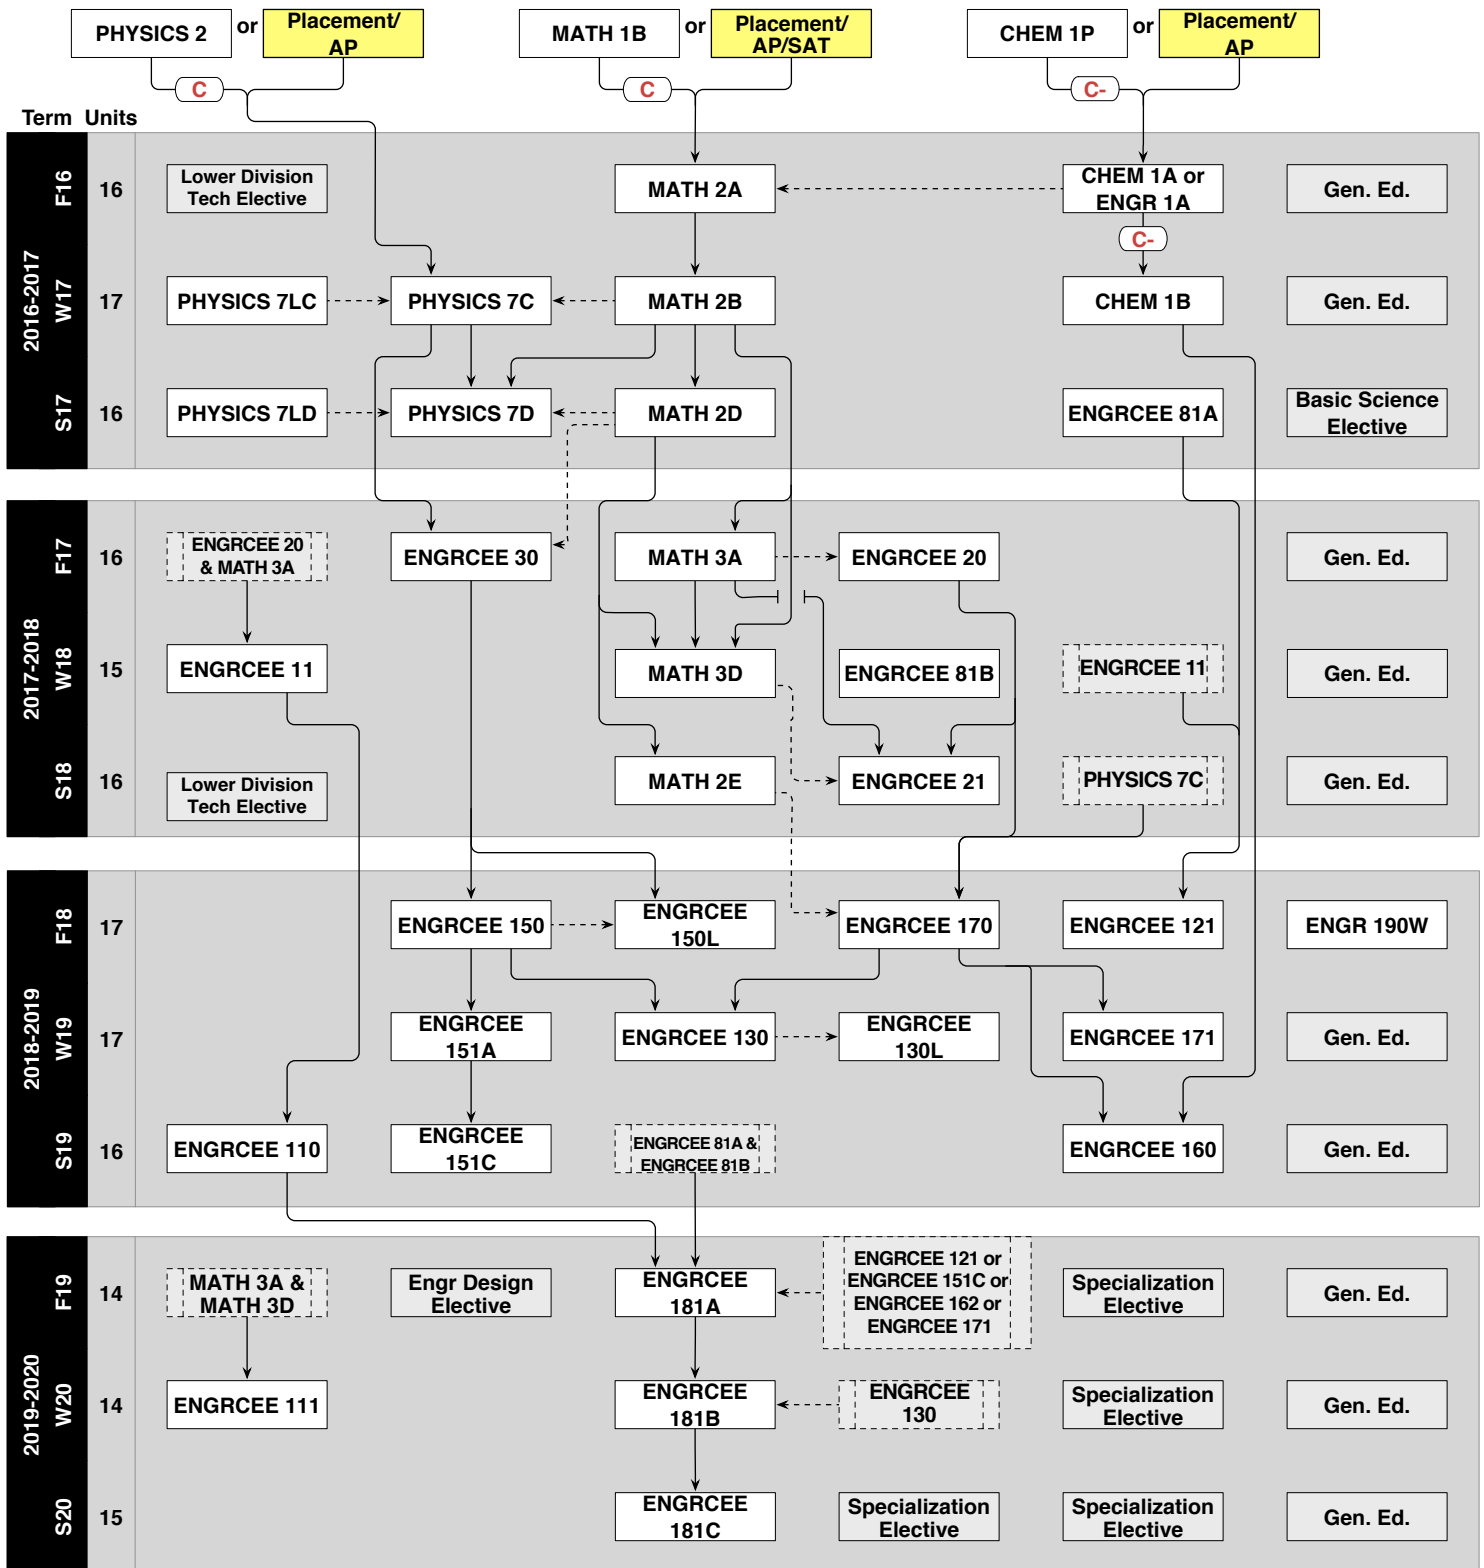 PHYSICS 2
or
Placement/
AP
MATH 1B
or
Placement/
AP/SAT
CHEM 1P
or
Placement/
AP
C
C
C-
Term Units
2016-2017
F16
16
Lower Division
Tech Elective
MATH 2A
CHEM 1A or
ENGR 1A
Gen. Ed.
C-
W17
17
PHYSICS 7LC
PHYSICS 7C
MATH 2B
CHEM 1B
Gen. Ed.
S17
16
PHYSICS 7LD
PHYSICS 7D
MATH 2D
ENGRCEE 81A
Basic Science
Elective
2017-2018
F17
16
ENGRCEE 20
& MATH 3A
ENGRCEE 30
MATH 3A
ENGRCEE 20
Gen. Ed.
W18
15
ENGRCEE 11
MATH 3D
ENGRCEE 81B
ENGRCEE 11
Gen. Ed.
S18
16
Lower Division
Tech Elective
MATH 2E
ENGRCEE 21
PHYSICS 7C
Gen. Ed.
2018-2019
F18
17
ENGRCEE 150
ENGRCEE
150L
ENGRCEE 170
ENGRCEE 121
ENGR 190W
W19
17
ENGRCEE
151A
ENGRCEE 130
ENGRCEE
130L
ENGRCEE 171
Gen. Ed.
S19
16
ENGRCEE 110
ENGRCEE
151C
ENGRCEE 81A &
ENGRCEE 81B
ENGRCEE 160
Gen. Ed.
2019-2020
F19
14
MATH 3A &
MATH 3D
Engr Design
Elective
ENGRCEE
181A
ENGRCEE 121 or
ENGRCEE 151C or
ENGRCEE 162 or
ENGRCEE 171
Specialization
Elective
Gen. Ed.
W20
14
ENGRCEE 111
ENGRCEE
181B
ENGRCEE
130
Specialization
Elective
Gen. Ed.
S20
15
ENGRCEE
181C
Specialization
Elective
Specialization
Elective
Gen. Ed.